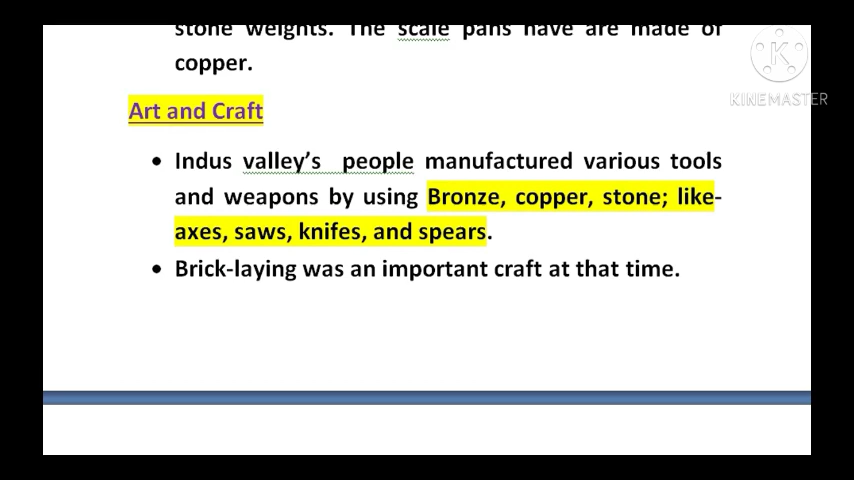 stone weights. The scale pans have are made of
copper.
Art and Craft
• Indus valley's people manufactured various tools
and weapons by using Bronze, copper, stone; like-
axes, saws, knifes, and spears.
• Brick-laying was an important craft at that time.
K
KINEMASTER